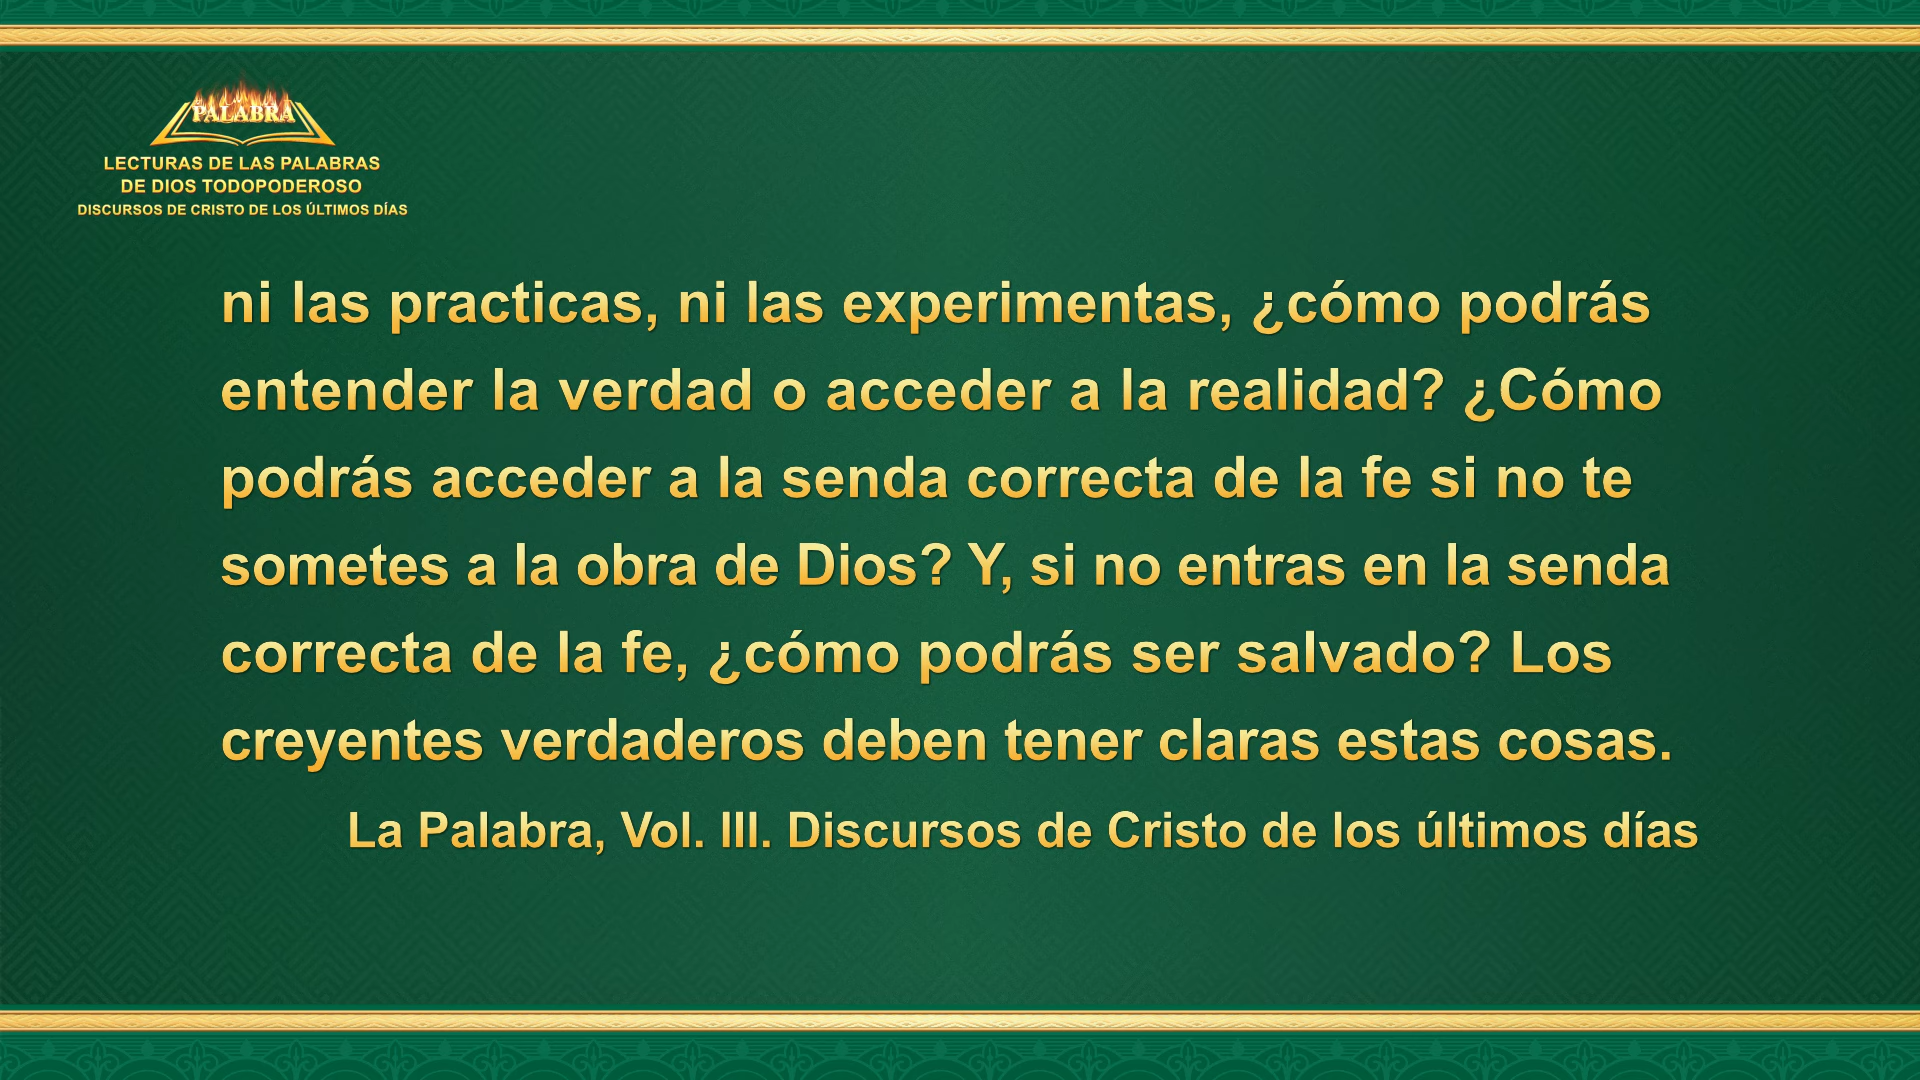 PALABRA
LECTURAS DE LAS PALABRAS
DE DIOS TODOPODEROSO
DISCURSOS DE CRISTO DE LOS ÚLTIMOS DÍAS
ni las practicas, ni las experimentas, ¿cómo podrás
entender la verdad o acceder a la realidad? ¿Cómo
podrás acceder a la senda correcta de la fe si no te
sometes a la obra de Dios? Y, si no entras en la senda
correcta de la fe, ¿cómo podrás ser salvado? Los
creyentes verdaderos deben tener claras estas cosas.
La Palabra, Vol. III. Discursos de Cristo de los últimos días